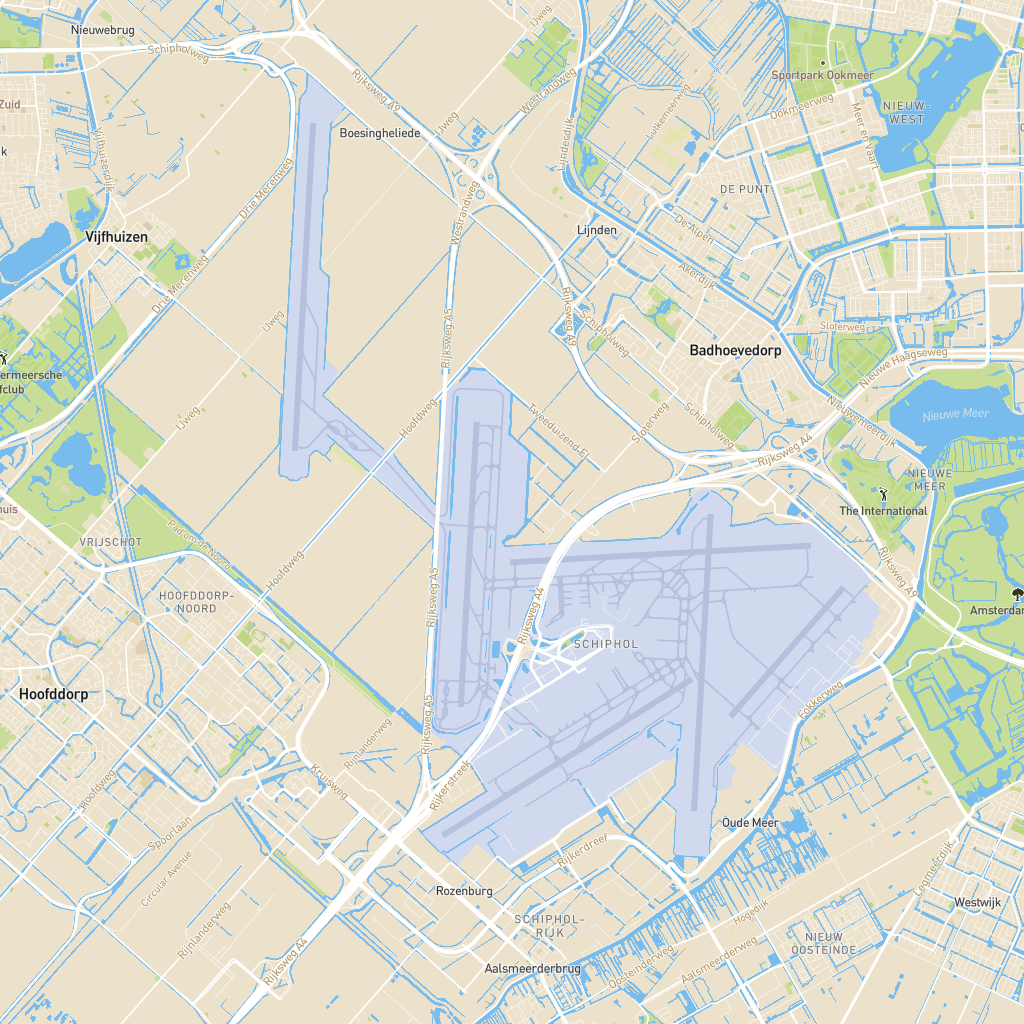 Nieuwebrug
Schipholweg
IJweg
Rijksweg A9
Westrandweg
Sportpark Ookmeer
Ookmeerweg
NIEUW-
WEST
Zuid
k
Vijfhuizerdijk
Boesingheliede
IJweg
Lijnderdijk
Luikemeerweg
Meer en Vaart
Drie Merenweg
DE PUNT
Vijfhuizen
Westrandweg
Lijnden
De Alpen
Akerdijk
Drie Merenweg
IJweg
Rijksweg A5
Rijksweg A9
Schipholweg
Sloterweg
Badhoevedorp
Nieuwe Haagseweg
ermeersche
fclub
IJweg
Hoofdweg
Tweeduizend El
Sloterweg
Schipholweg
Nieuwemeerdijk
Nieuwe Meer
Rijksweg A4
NIEUWE
MEER
The International
huis
VRIJSCHOT
Pad om de Noord
Hoofdweg
Rijksweg A5
Rijksweg A4
Rijksweg A9
HOOFDDORP-
NOORD
Amsterdam
SCHIPHOL
Hoofddorp
Fokkerweg
Rijksweg A5
Rijnlanderweg
Kruisweg
Rijkerstreek
Hoofdweg
Spoorlaan
Oude Meer
Rijkerdreef
Circular Avenue
Legmeerdijk
Rozenburg
Westwijk
Rijnlanderweg
SCHIPHOL-
RIJK
Hogedijk
NIEUW
OOSTEINDE
Rijksweg A4
Aalsmeerderbrug
Oosteinderweg
Aalsmeerderweg